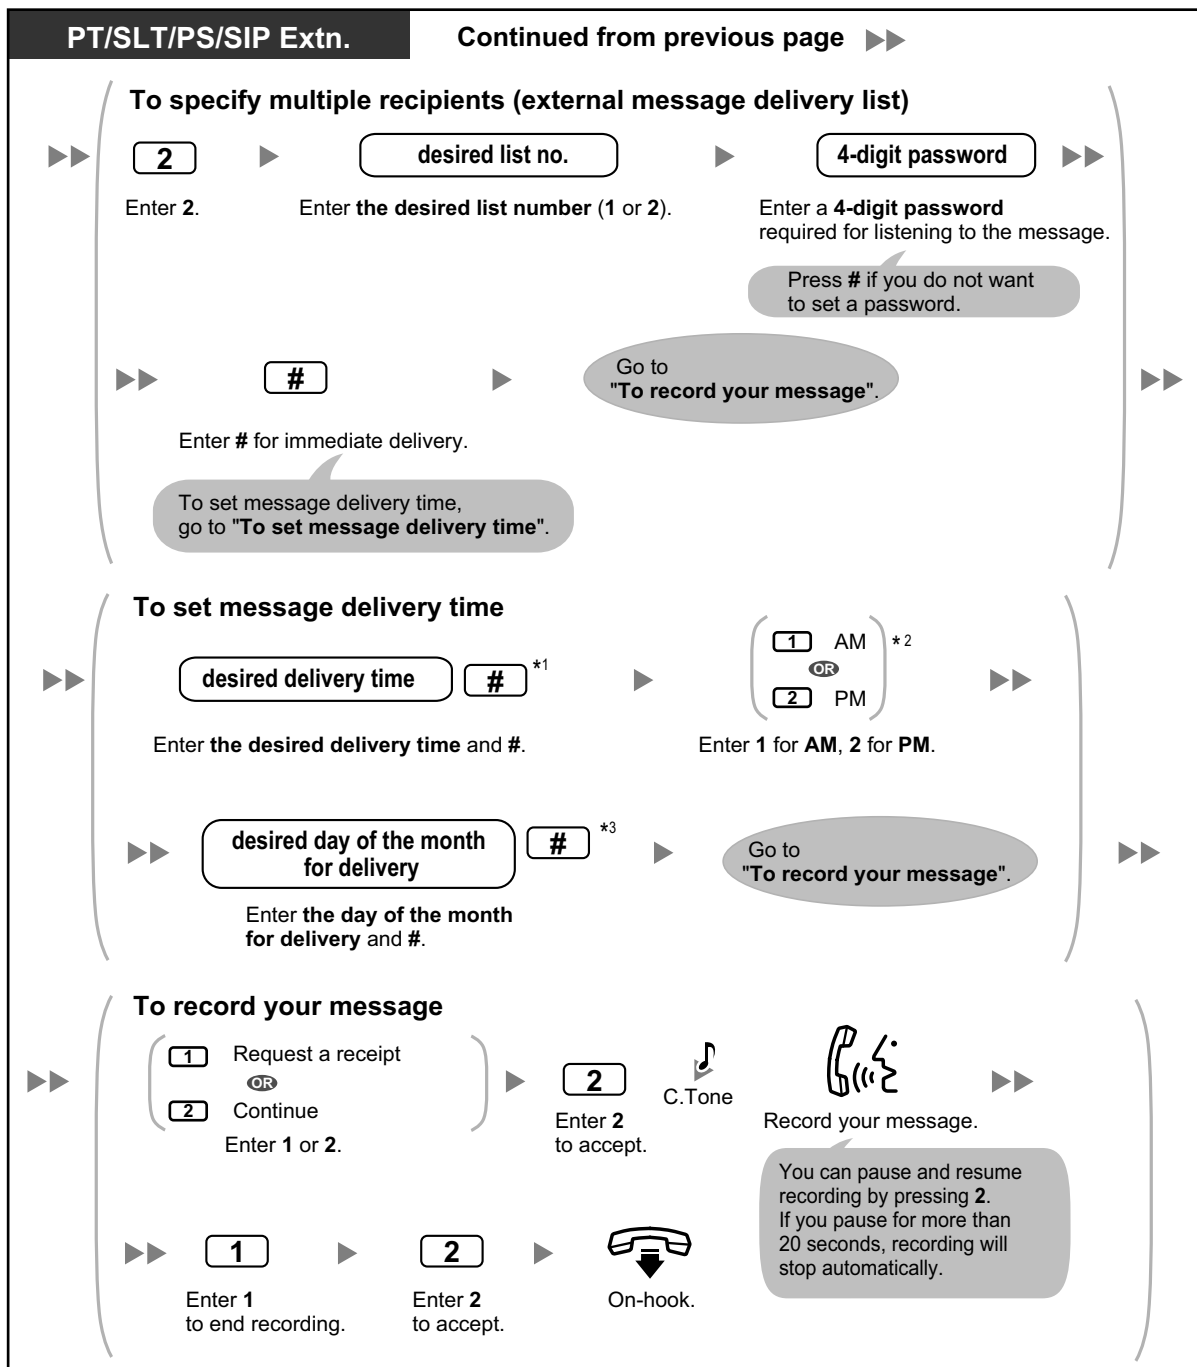 PT/SLT/PS/SIP Extn.
Continued from previous page
To specify multiple recipients (external message delivery list)
2
desired list no.
4-digit password
Enter 2.
Enter the desired list number (1 or 2).
Enter a 4-digit password
required for listening to the message.
Press # if you do not want
to set a password.
#
Go to
"To record your message".
Enter # for immediate delivery.
To set message delivery time,
go to "To set message delivery time".
To set message delivery time
desired delivery time
# *1
1 AM *2
OR
2 PM
Enter the desired delivery time and #.
Enter 1 for AM, 2 for PM.
desired day of the month
for delivery
# *3
Go to
"To record your message".
Enter the day of the month
for delivery and #.
To record your message
1 Request a receipt
OR
2 Continue
Enter 1 or 2.
2
Enter 2
to accept.
C.Tone
Record your message.
You can pause and resume
recording by pressing 2.
If you pause for more than
20 seconds, recording will
stop automatically.
1
Enter 1
to end recording.
2
Enter 2
to accept.
On-hook.